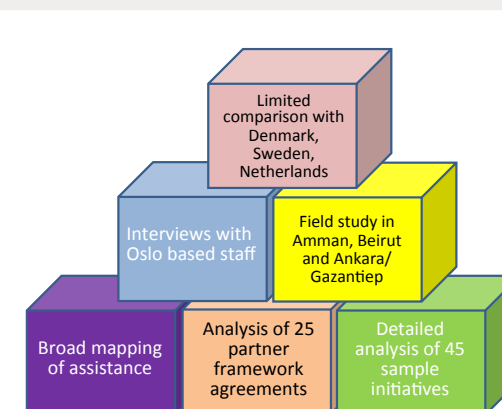 Limited
comparison with
Denmark,
Sweden,
Netherlands
Interviews with
Oslo based staff
Field study in
Amman, Beirut
and Ankara/
Gazantiep
Broad mapping
of assistance
Analysis of 25
partner
framework
agreements
Detailed
analysis of 45
sample
initiatives